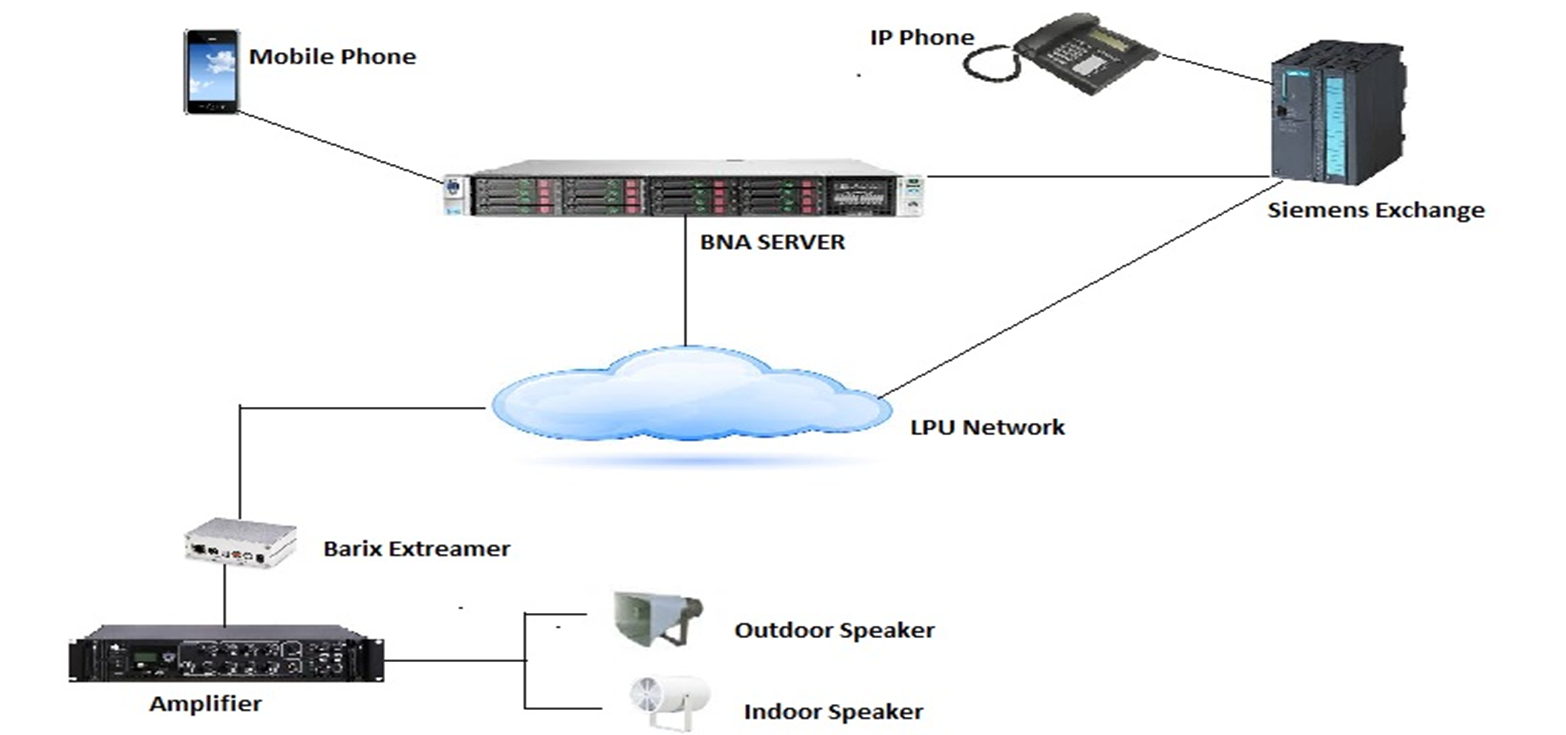 IP Phone
Mobile Phone
Siemens Exchange
BNA SERVER
LPU Network
Barix Extreamer
Outdoor Speaker
Amplifier
Indoor Speaker